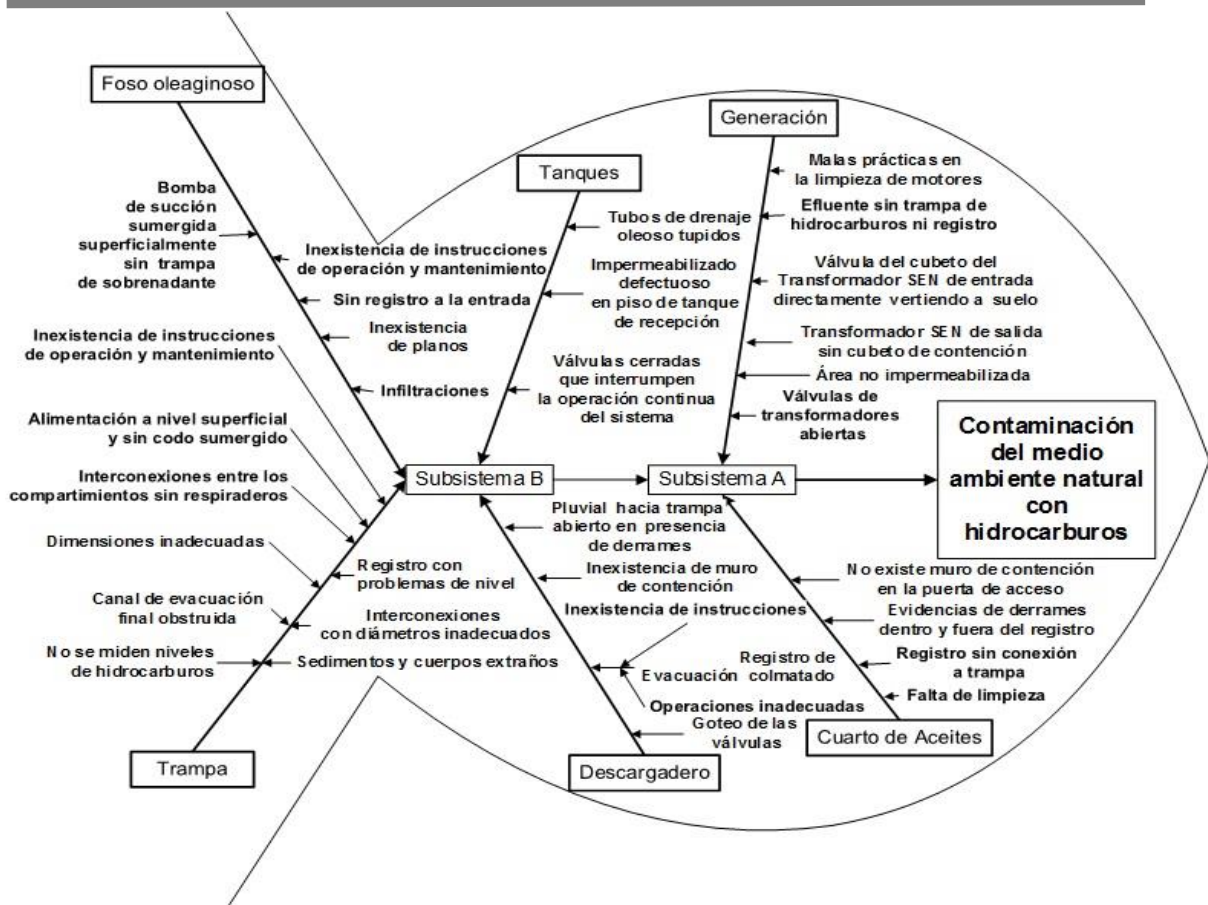 Foso oleaginoso
Bomba
de succión
sumergida
superficialmente
sin trampa
de sobrenadante
Inexistencia de instrucciones
de operación y mantenimiento
Sin registro a la entrada
Inexistencia
de planos
Infiltraciones
Tanques
Tubos de drenaje
oleoso tupidos
Impermeabilizado
defectuoso
en piso de tanque
de recepción
Válvulas cerradas
que interrumpen
la operación continua
del sistema
Generación
Malas prácticas en
la limpieza de motores
Efluente sin trampa de
hidrocarburos ni registro
Válvula del cubeto del
Transformador SEN de entrada
directamente vertiendo a suelo
Transformador SEN de salida
sin cubeto de contención
Área no impermeabilizada
Válvulas de
transformadores
abiertas
Subsistema B
Subsistema A
Contaminación
del medio
ambiente natural
con
hidrocarburos
Inexistencia de instrucciones
de operación y mantenimiento
Alimentación a nivel superficial
y sin codo sumergido
Interconexiones entre los
compartimientos sin respiraderos
Dimensiones inadecuadas
Canal de evacuación
final obstruida
No se miden niveles
de hidrocarburos
Registro con
problemas de nivel
Interconexiones
con diámetros inadecuados
Sedimentos y cuerpos extraños
Trampa
Pluvial hacia trampa
abierto en presencia
de derrames
Inexistencia de muro
de contención
Inexistencia de instrucciones
Registro de
Evacuación colmatado
Operaciones inadecuadas
Goteo de las
válvulas
Descargadero
No existe muro de contención
en la puerta de acceso
Evidencias de derrames
dentro y fuera del registro
Registro sin conexión
a trampa
Falta de limpieza
Cuarto de Aceites